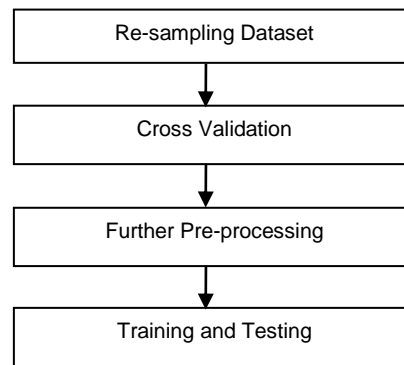 Re-sampling Dataset
Cross Validation
Further Pre-processing
Training and Testing